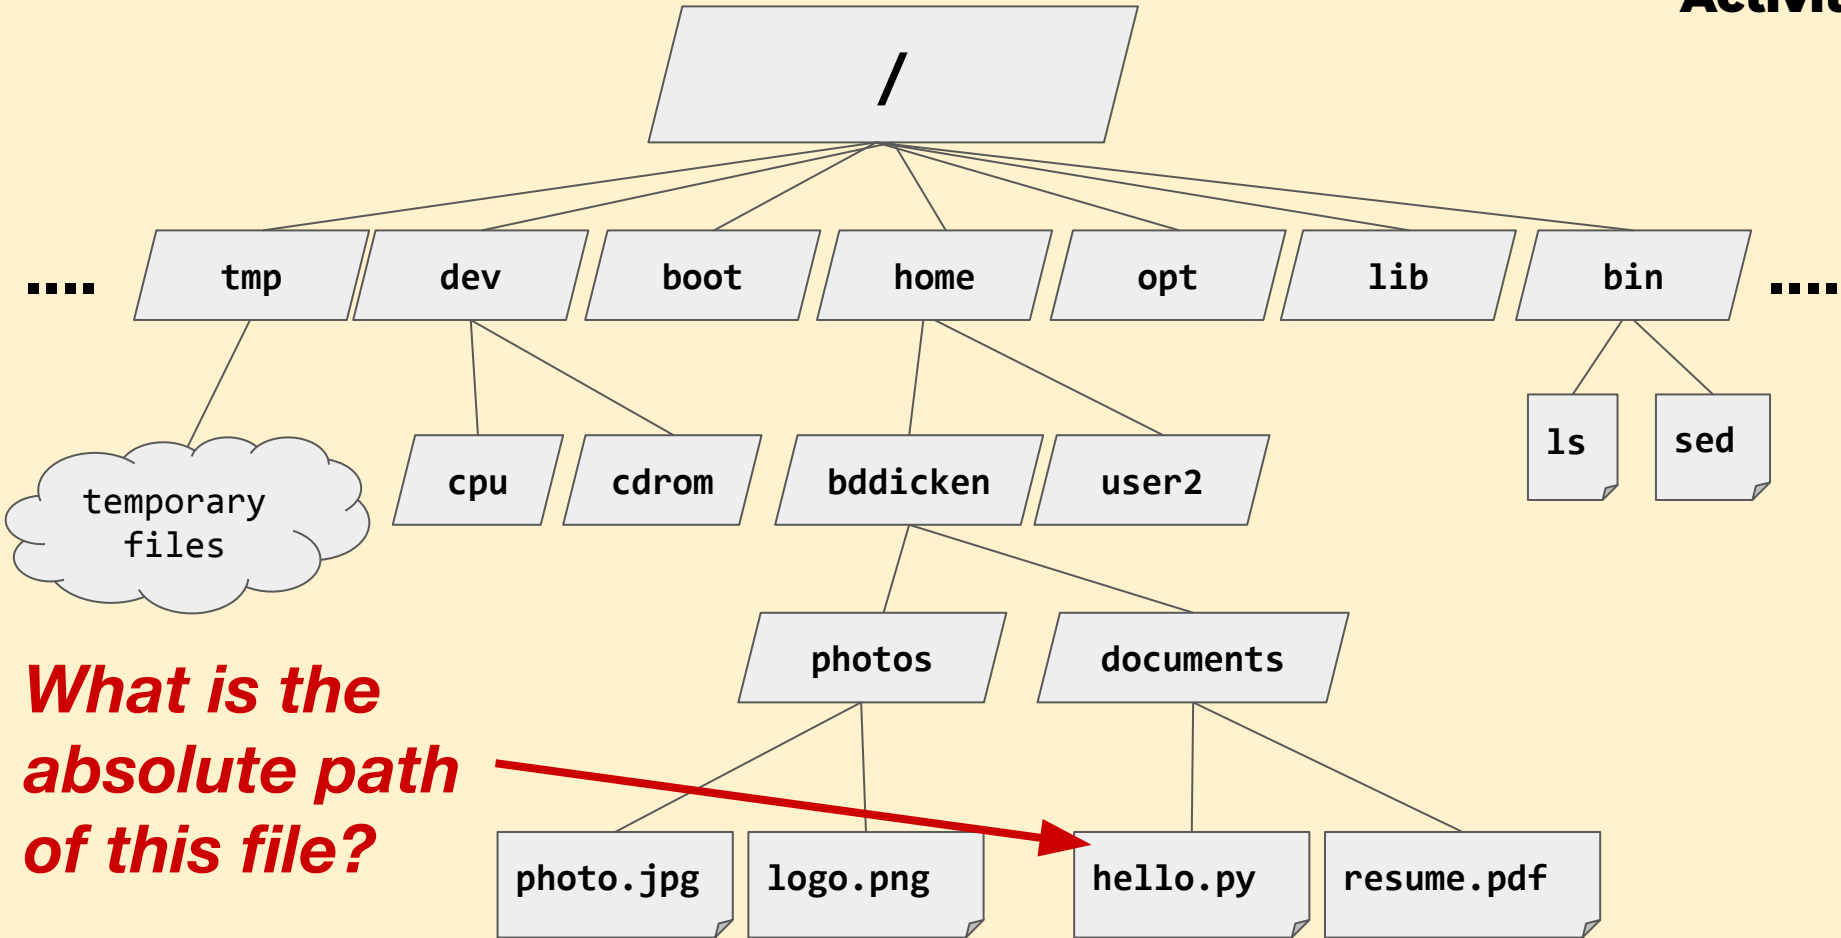 /
tmp
dev
boot
home
opt
lib
bin
ls
sed
temporary
files
cpu
cdrom
bddicken
user2
photos
documents
What is the
absolute path
of this file?
photo.jpg
logo.png
hello.py
resume.pdf